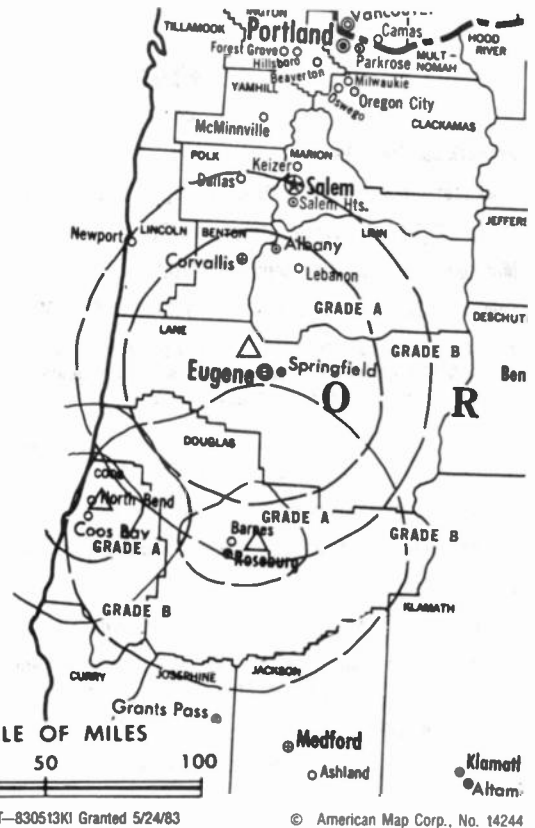 INGTON
VANCOUVER
TILLAMOOK
Portland
Camas
HOOD
RIVER
Forest Grove
Hillsboro
Parkrose
MULT-
NOMAH
Beaverton
Milwaukie
YAMHILL
Oswego
Oregon City
McMinnville
CLACKAMAS
POLK
MARION
Keizer
Dallas
Salem
Salem Hts.
JEFFERS
Newport
LINCOLN
BENTON
LINN
Albany
Corvallis
Lebanon
GRADE A
DESCHUT
LANE
GRADE B
Eugene
Springfield
Ben
O R
DOUGLAS
COOS
North Bend
GRADE A
Coos Bay
Barnes
GRADE B
GRADE A
Roseburg
GRADE B
KLAMATH
CURRY
JOSEPHINE
JACKSON
Grants Pass
LE OF MILES
Medford
50
100
Klamatl
Ashland
Altam
T—830513KI Granted 5/24/83
© American Map Corp., No. 14244